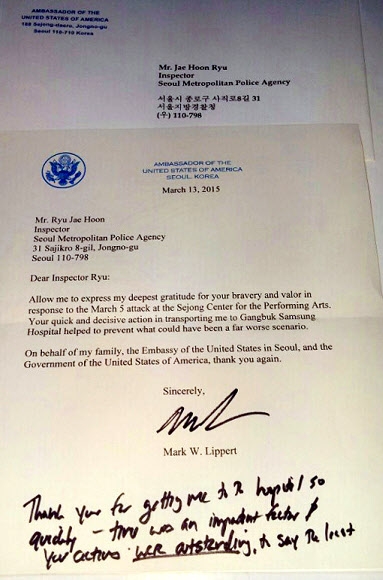 AMBASSADOR OF THE
UNITED STATES OF AMERICA
188 Sejong-daero, Jongno-gu
Seoul 110-710 Korea
Mr. Jae Hoon Ryu
Inspector
Seoul Metropolitan Police Agency
서울시 종로구 사직로8길 31
서울지방경찰청
(우) 110-798
AMBASSADOR OF THE
UNITED STATES OF AMERICA
SEOUL, KOREA
March 13, 2015
Mr. Ryu Jae Hoon
Inspector
Seoul Metropolitan Police Agency
31 Sajikro 8-gil, Jongno-gu
Seoul 110-798
Dear Inspector Ryu:
Allow me to express my deepest gratitude for your bravery and valor in
response to the March 5 attack at the Sejong Center for the Performing Arts.
Your quick and decisive action in transporting me to Gangbuk Samsung
Hospital helped to prevent what could have been a far worse scenario.
On behalf of my family, the Embassy of the United States in Seoul, and the
Government of the United States of America, thank you again.
Sincerely,
Mark W. Lippert
Thank you for getting me to the hospital so
quickly – time was an important factor &
your actions were outstanding, to say the least